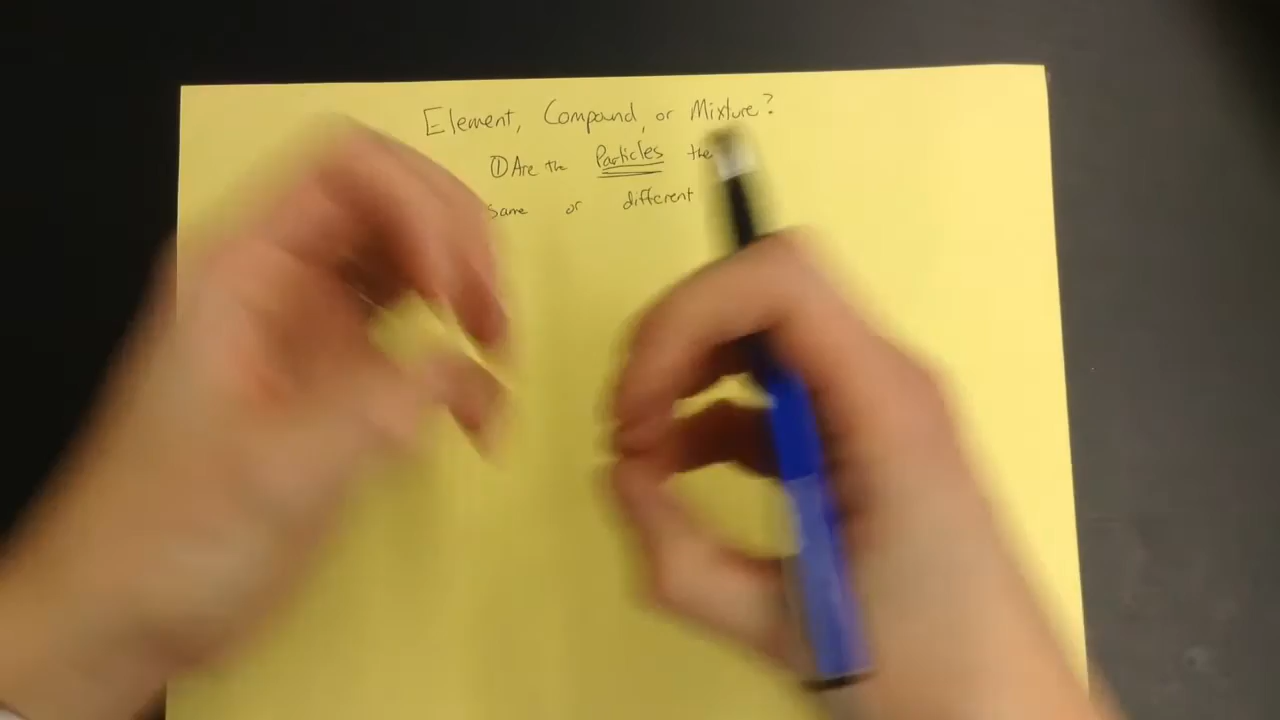 Element, Compound, or Mixture?
① Are the Particles the
Same or different